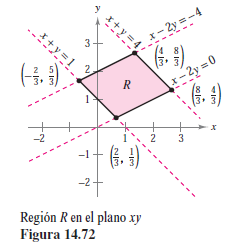 y
x + y = 1
x + y = 4
x − 2y = −4
3
2
(4/3, 8/3)
(−2/3, 5/3)
x − 2y = 0
R
1
(8/3, 4/3)
x
−2
1
2
3
−1
(2/3, 1/3)
−2
Región R en el plano xy
Figura 14.72